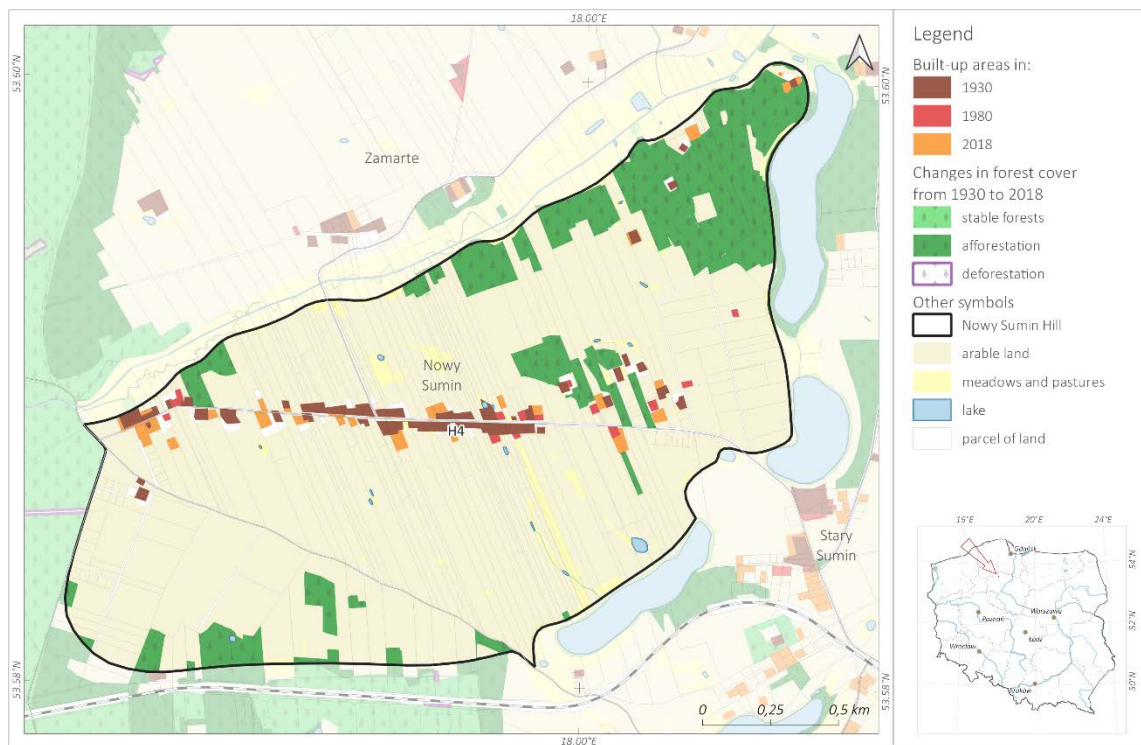 18.00°E
53.60°N
53.60°N
Zamarte
Nowy
Sumin
H4
Stary
Sumin
53.58°N
53.58°N
0
0,25
0,5 km
18.00°E
Legend
Built-up areas in:
1930
1980
2018
Changes in forest cover
from 1930 to 2018
stable forests
afforestation
deforestation
Other symbols
Nowy Sumin Hill
arable land
meadows and pastures
lake
parcel of land
16°E
20°E
24°E
Gdańsk
54°N
Warszawa
Poznań
52°N
Łódź
Wrocław
50°N
Kraków